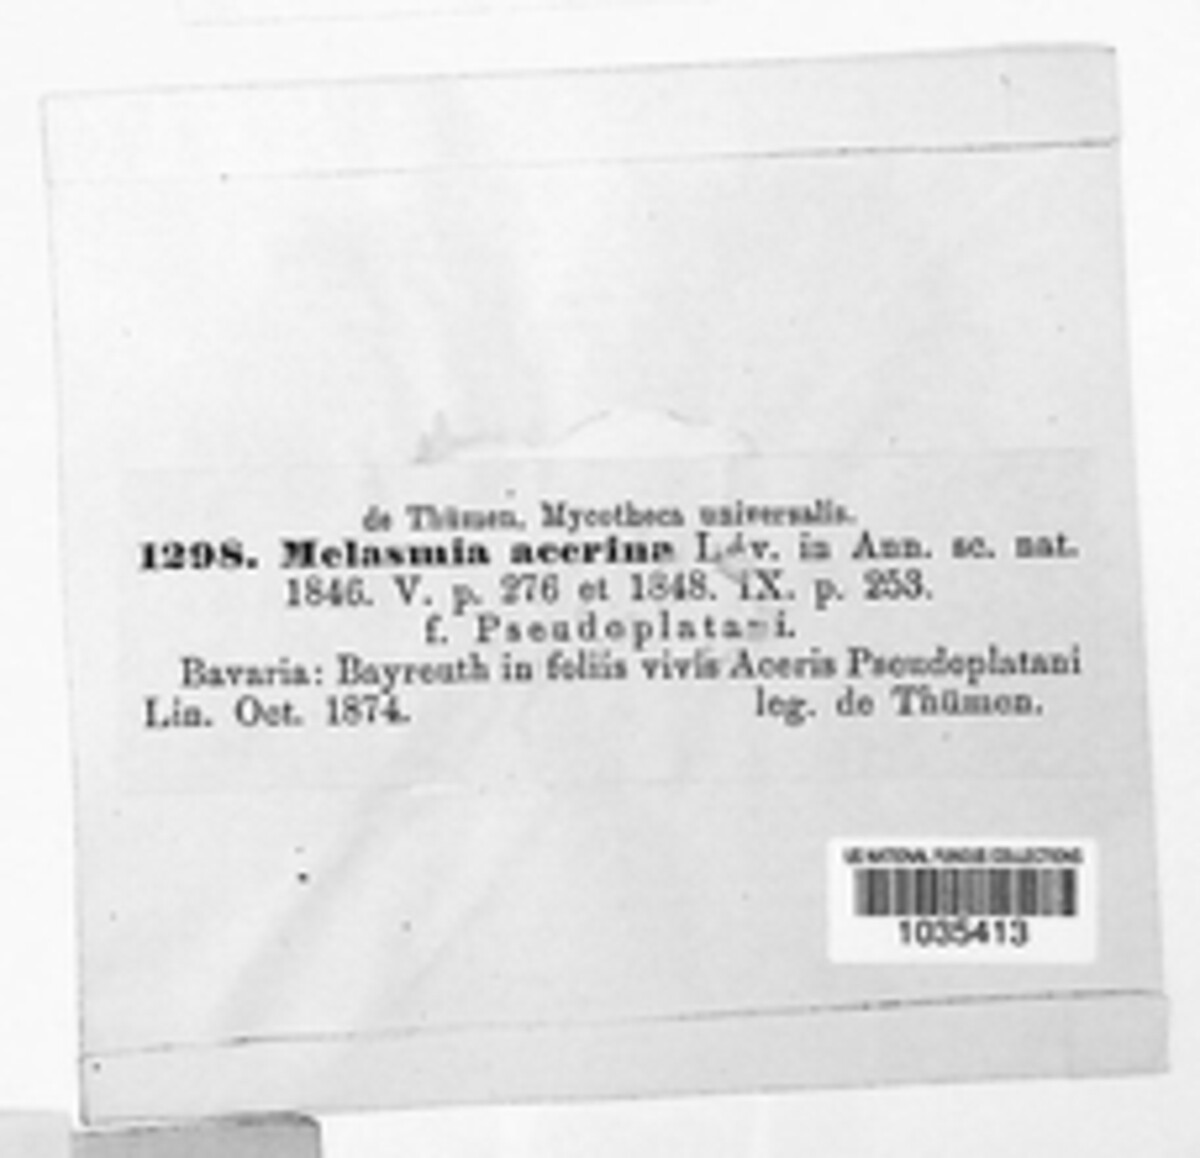 de Thümen, Mycotheca universalis.
1298. Melasmia acerina Lév. in Ann. sc. nat.
1846. V. p. 276 et 1848. IX. p. 253.
f. Pseudoplatani.
Bavaria: Bayreuth in foliis vivis Aceris Pseudoplatani
Lin. Oct. 1874. leg. de Thümen.
US NATIONAL FUNGUS COLLECTIONS
1035413